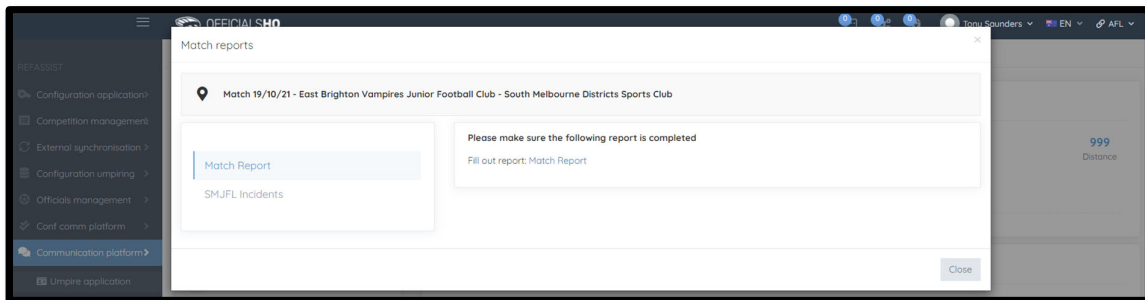 OFFICIALSHQ
0
0
0
Tony Saunders
EN
AFL
REFASSIST
Configuration application
Competition management
External synchronisation
Configuration umpiring
Officials management
Conf comm platform
Communication platform
Umpire application
Match reports
×
Match 19/10/21 - East Brighton Vampires Junior Football Club - South Melbourne Districts Sports Club
Match Report
SMJFL Incidents
Please make sure the following report is completed
Fill out report: Match Report
999
Distance
Close